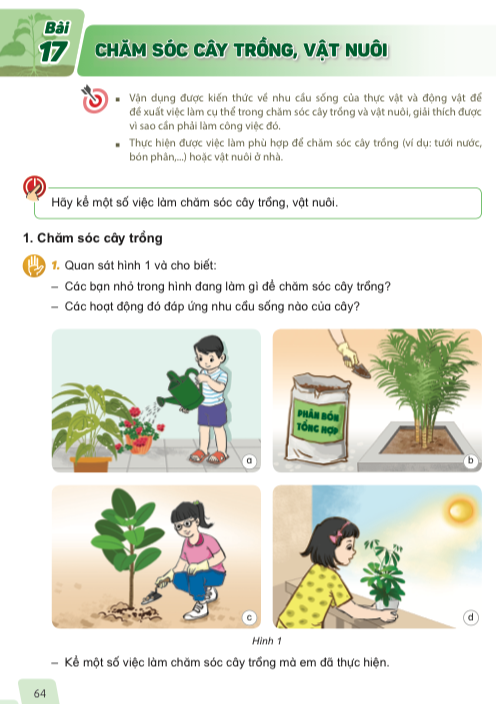 Bài
17
CHĂM SÓC CÂY TRỒNG, VẬT NUÔI
Vận dụng được kiến thức về nhu cầu sống của thực vật và động vật để
đề xuất việc làm cụ thể trong chăm sóc cây trồng và vật nuôi, giải thích được
vì sao cần phải làm công việc đó.
Thực hiện được việc làm phù hợp để chăm sóc cây trồng (ví dụ: tưới nước,
bón phân,...) hoặc vật nuôi ở nhà.
Hãy kể một số việc làm chăm sóc cây trồng, vật nuôi.
1. Chăm sóc cây trồng
1. Quan sát hình 1 và cho biết:
– Các bạn nhỏ trong hình đang làm gì để chăm sóc cây trồng?
– Các hoạt động đó đáp ứng nhu cầu sống nào của cây?
a
PHÂN BÓN
TỔNG HỢP
b
c
d
Hình 1
– Kể một số việc làm chăm sóc cây trồng mà em đã thực hiện.
64